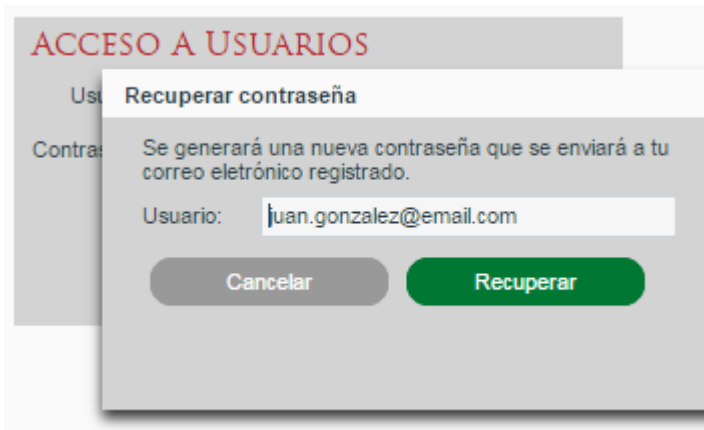 ACCESO A USUARIOS
Recuperar contraseña
Se generará una nueva contraseña que se enviará a tu
correo eletrónico registrado.
Usuario: juan.gonzalez@email.com
Cancelar Recuperar